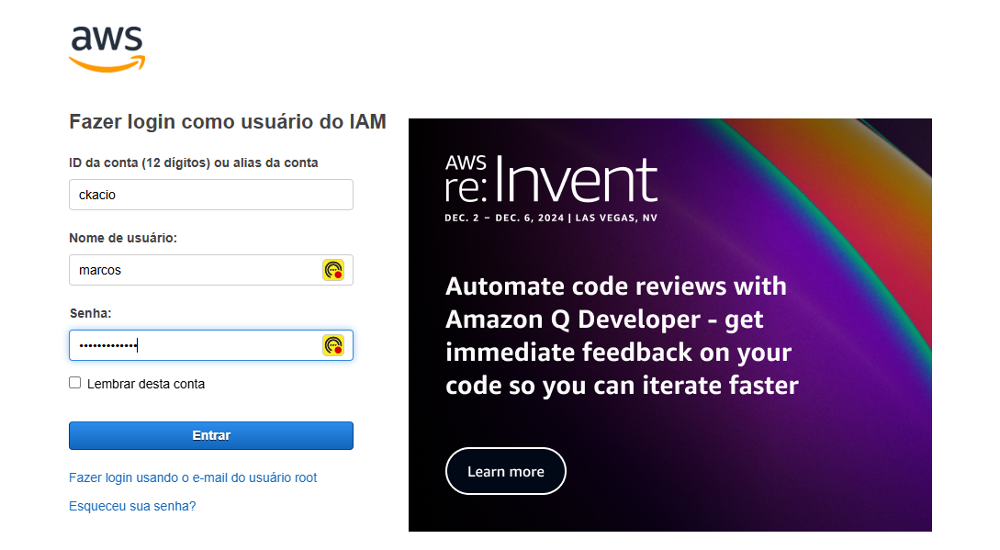 aws
Fazer login como usuário do IAM
ID da conta (12 dígitos) ou alias da conta
ckacio
Nome de usuário:
marcos
Senha:
•••••••••••••
Lembrar desta conta
Entrar
Fazer login usando o e-mail do usuário root
Esqueceu sua senha?
AWS
re:Invent
DEC. 2 – DEC. 6, 2024 | LAS VEGAS, NV
Automate code reviews with
Amazon Q Developer - get
immediate feedback on your
code so you can iterate faster
Learn more